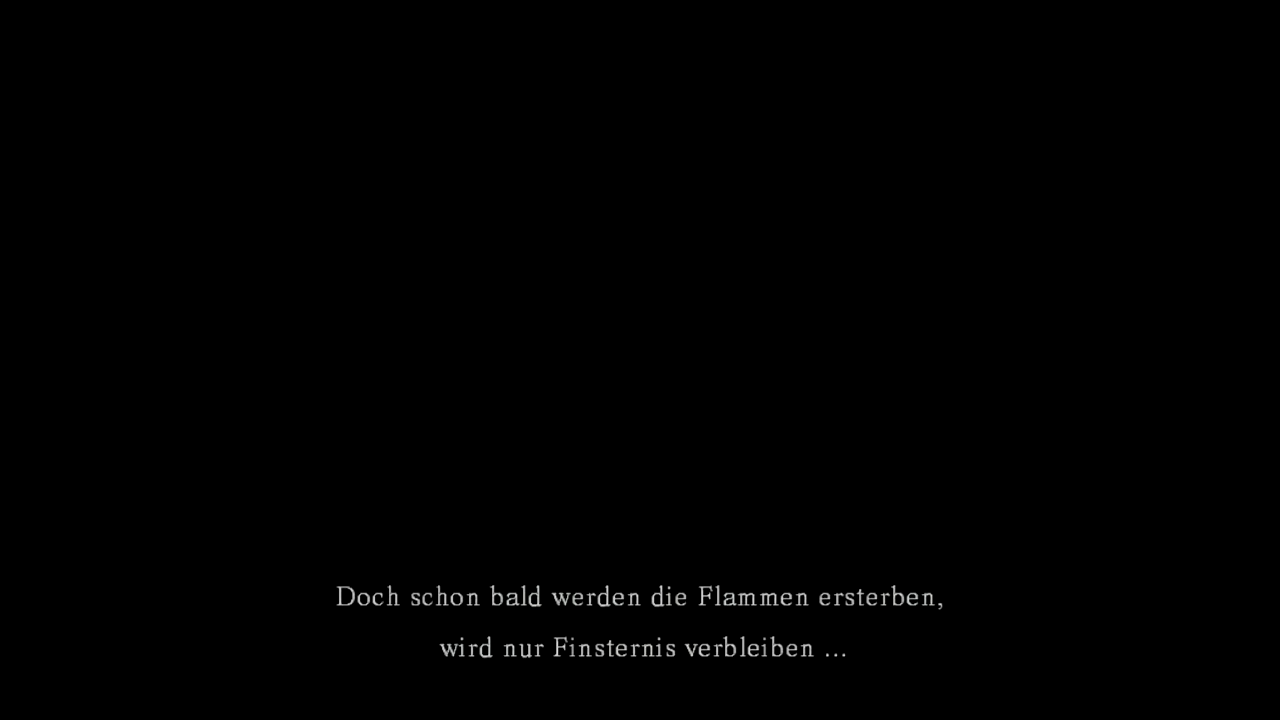 Doch schon bald werden die Flammen ersterben,
wird nur Finsternis verbleiben ...